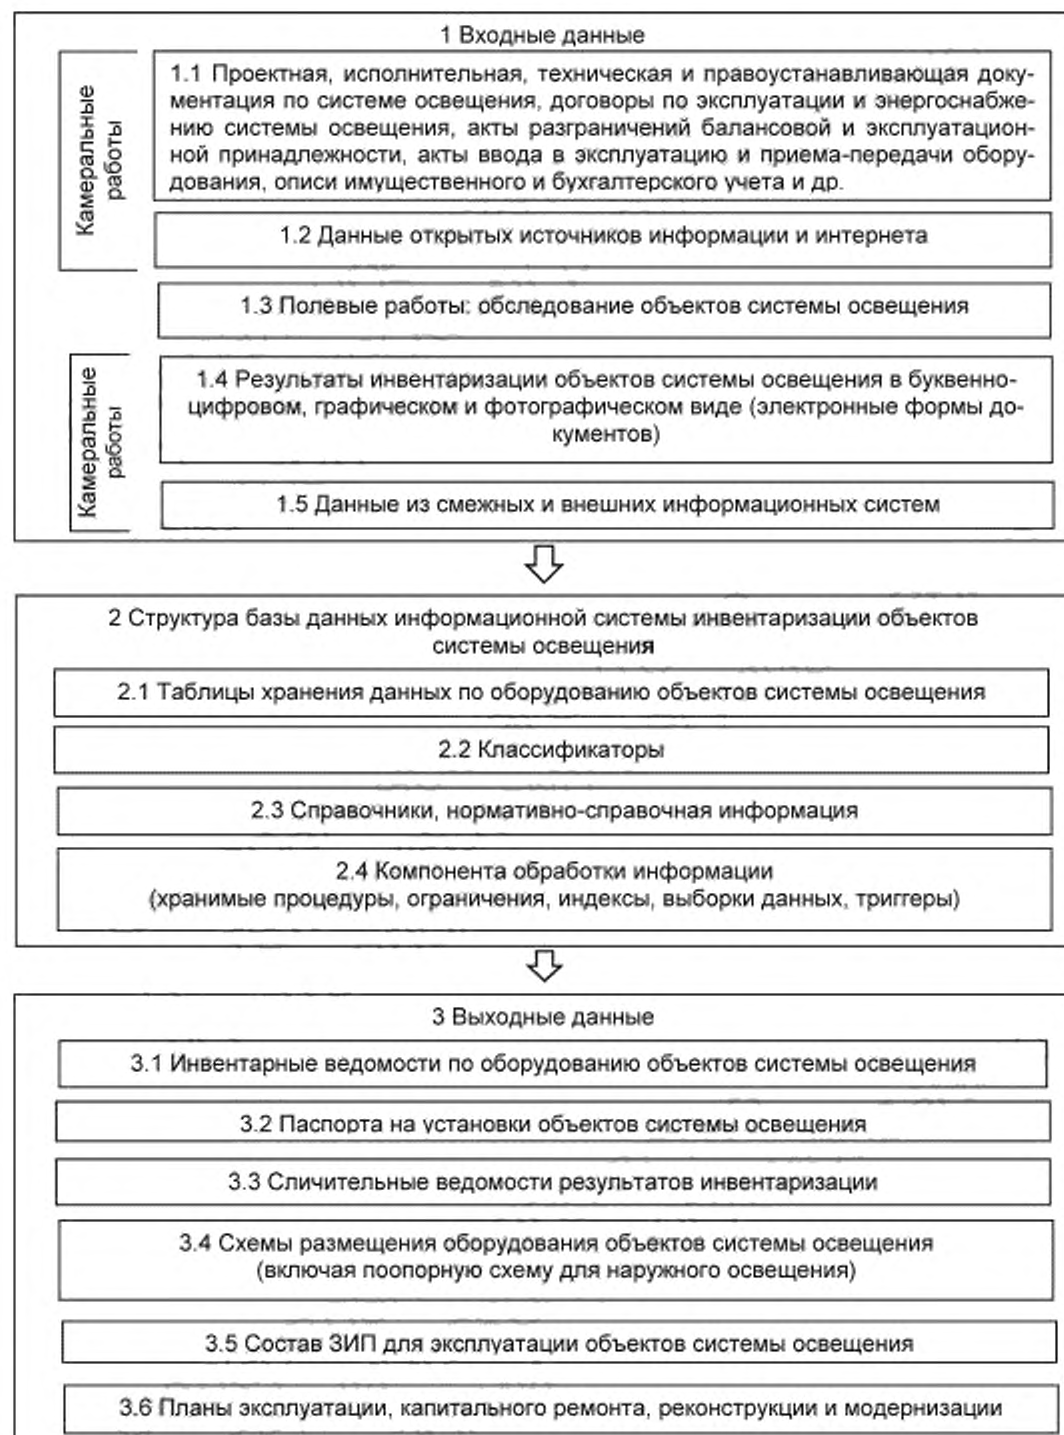 1 Входные данные
Камеральные
работы
1.1 Проектная, исполнительная, техническая и правоустанавливающая доку-
ментация по системе освещения, договоры по эксплуатации и энергоснабже-
нию системы освещения, акты разграничений балансовой и эксплуатацион-
ной принадлежности, акты ввода в эксплуатацию и приема-передачи обору-
дования, описи имущественного и бухгалтерского учета и др.
1.2 Данные открытых источников информации и интернета
1.3 Полевые работы: обследование объектов системы освещения
Камеральные
работы
1.4 Результаты инвентаризации объектов системы освещения в буквенно-
цифровом, графическом и фотографическом виде (электронные формы до-
кументов)
1.5 Данные из смежных и внешних информационных систем
2 Структура базы данных информационной системы инвентаризации объектов
системы освещения
2.1 Таблицы хранения данных по оборудованию объектов системы освещения
2.2 Классификаторы
2.3 Справочники, нормативно-справочная информация
2.4 Компонента обработки информации
(хранимые процедуры, ограничения, индексы, выборки данных, триггеры)
3 Выходные данные
3.1 Инвентарные ведомости по оборудованию объектов системы освещения
3.2 Паспорта на установки объектов системы освещения
3.3 Сличительные ведомости результатов инвентаризации
3.4 Схемы размещения оборудования объектов системы освещения
(включая поопорную схему для наружного освещения)
3.5 Состав ЗИП для эксплуатации объектов системы освещения
3.6 Планы эксплуатации, капитального ремонта, реконструкции и модернизации